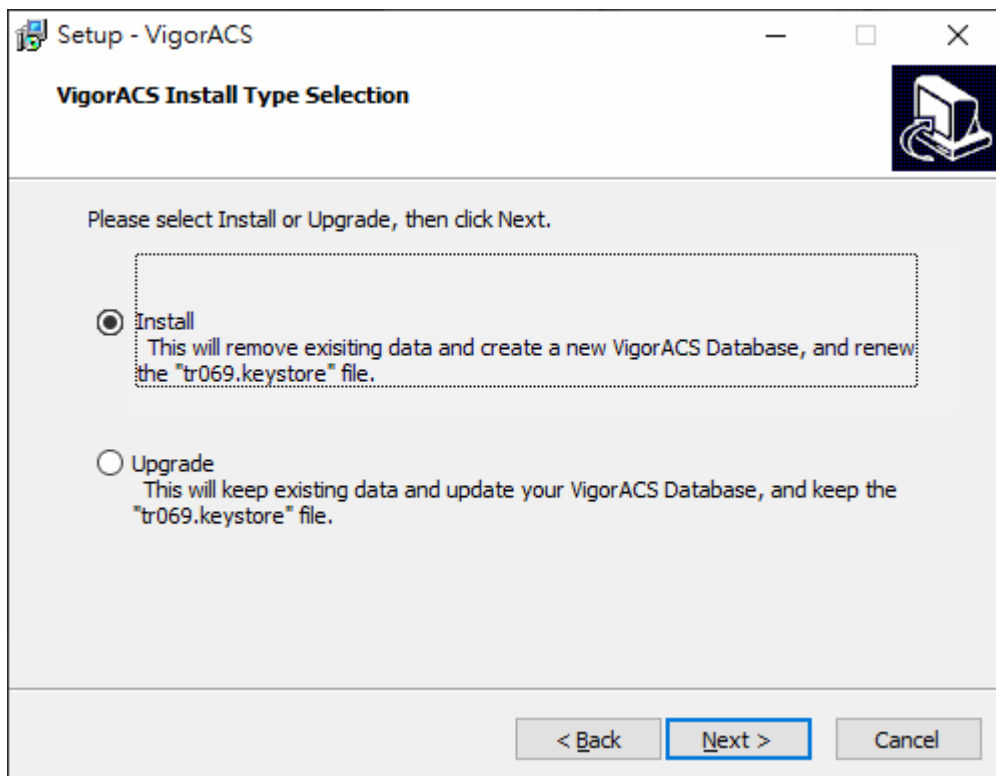 Setup - VigorACS
VigorACS Install Type Selection
Please select Install or Upgrade, then click Next.
Install
This will remove exisiting data and create a new VigorACS Database, and renew
the "tr069.keystore" file.
Upgrade
This will keep existing data and update your VigorACS Database, and keep the
"tr069.keystore" file.
< Back
Next >
Cancel